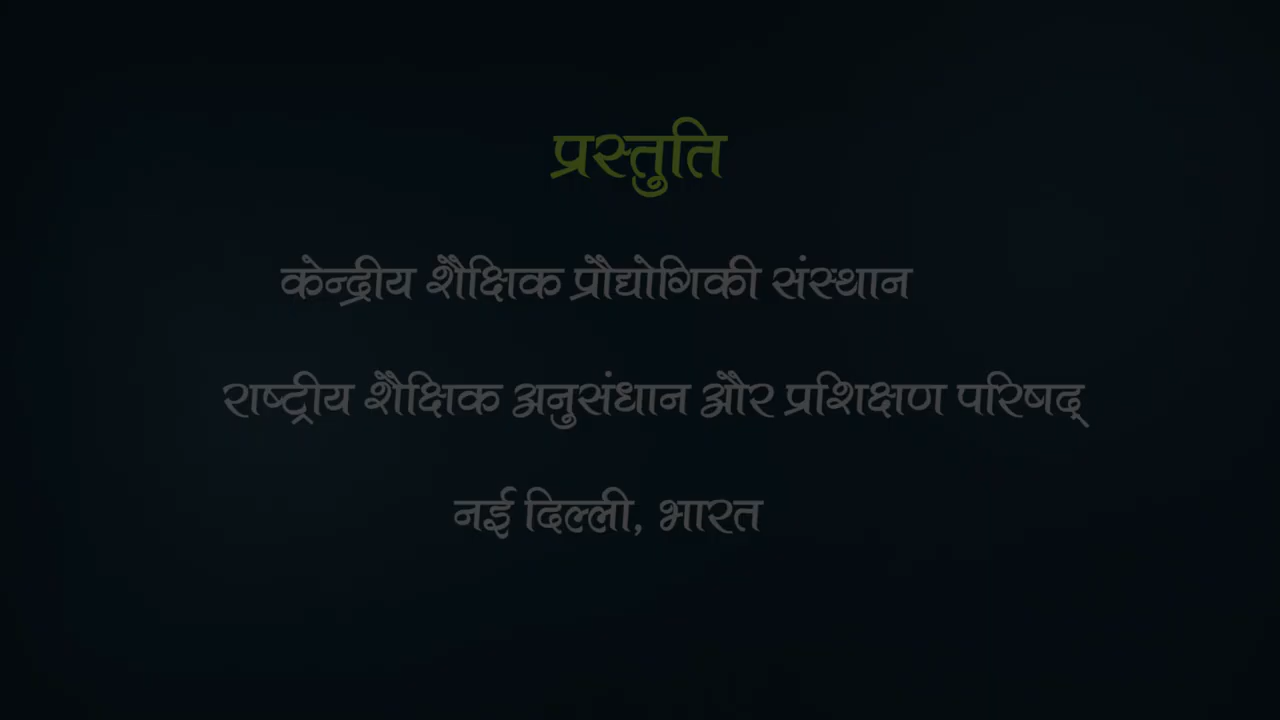 प्रस्तुति
केन्द्रीय शैक्षिक प्रौद्योगिकी संस्थान
राष्ट्रीय शैक्षिक अनुसंधान और प्रशिक्षण परिषद्
नई दिल्ली, भारत